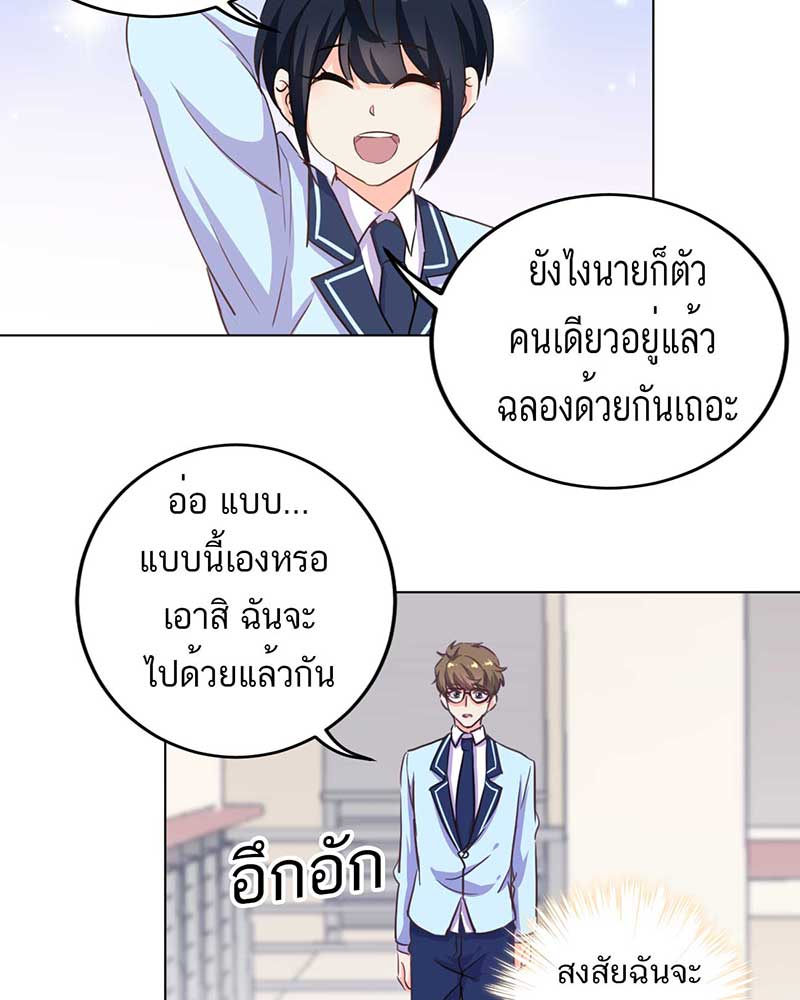 ยังไงนายก็ตัว
คนเดียวอยู่แล้ว
ฉลองด้วยกันเถอะ
อ่อ แบบ...
แบบนี้เองหรอ
เอาสิ ฉันจะ
ไปด้วยแล้วกัน
อึกอัก
สงสัยฉันจะ